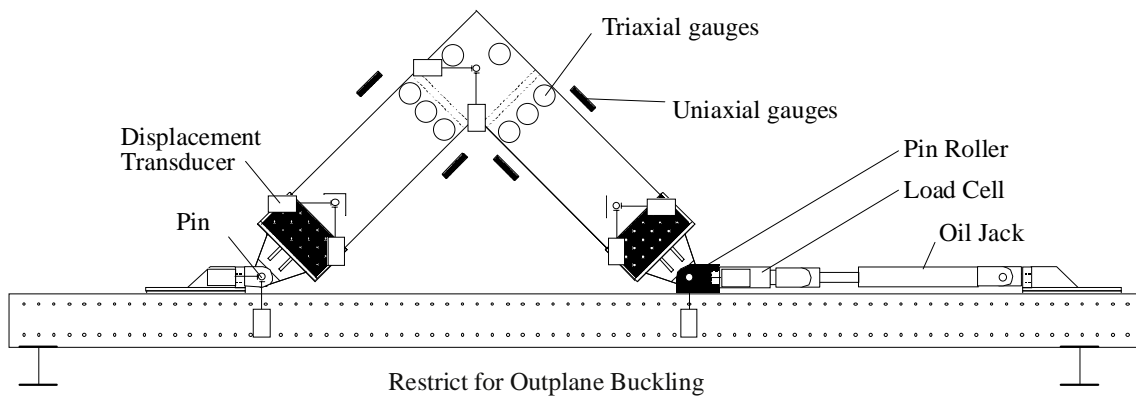 Triaxial gauges
Uniaxial gauges
Displacement
Transducer
Pin Roller
Load Cell
Pin
Oil Jack
Restrict for Outplane Buckling